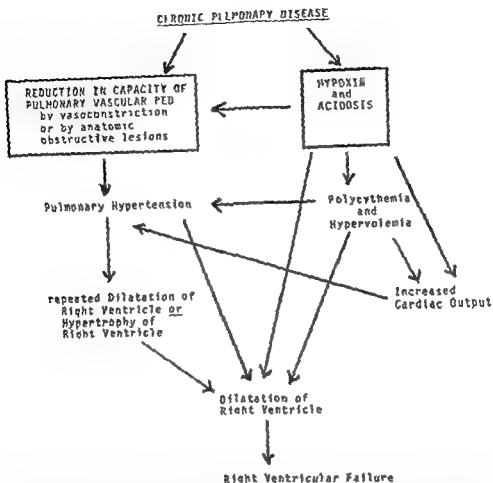 CHRONIC PULMONARY DISEASE
REDUCTION IN CAPACITY OF
PULMONARY VASCULAR BED
by vasoconstriction
or by anatomic
obstructive lesions
HYPOXIA
and
ACIDOSIS
Pulmonary Hypertension
Polycythemia
and
Hypervolemia
repeated Dilatation of
Right Ventricle or
Hypertrophy of
Right Ventricle
Increased
Cardiac Output
Dilatation of
Right Ventricle
Right Ventricular Failure